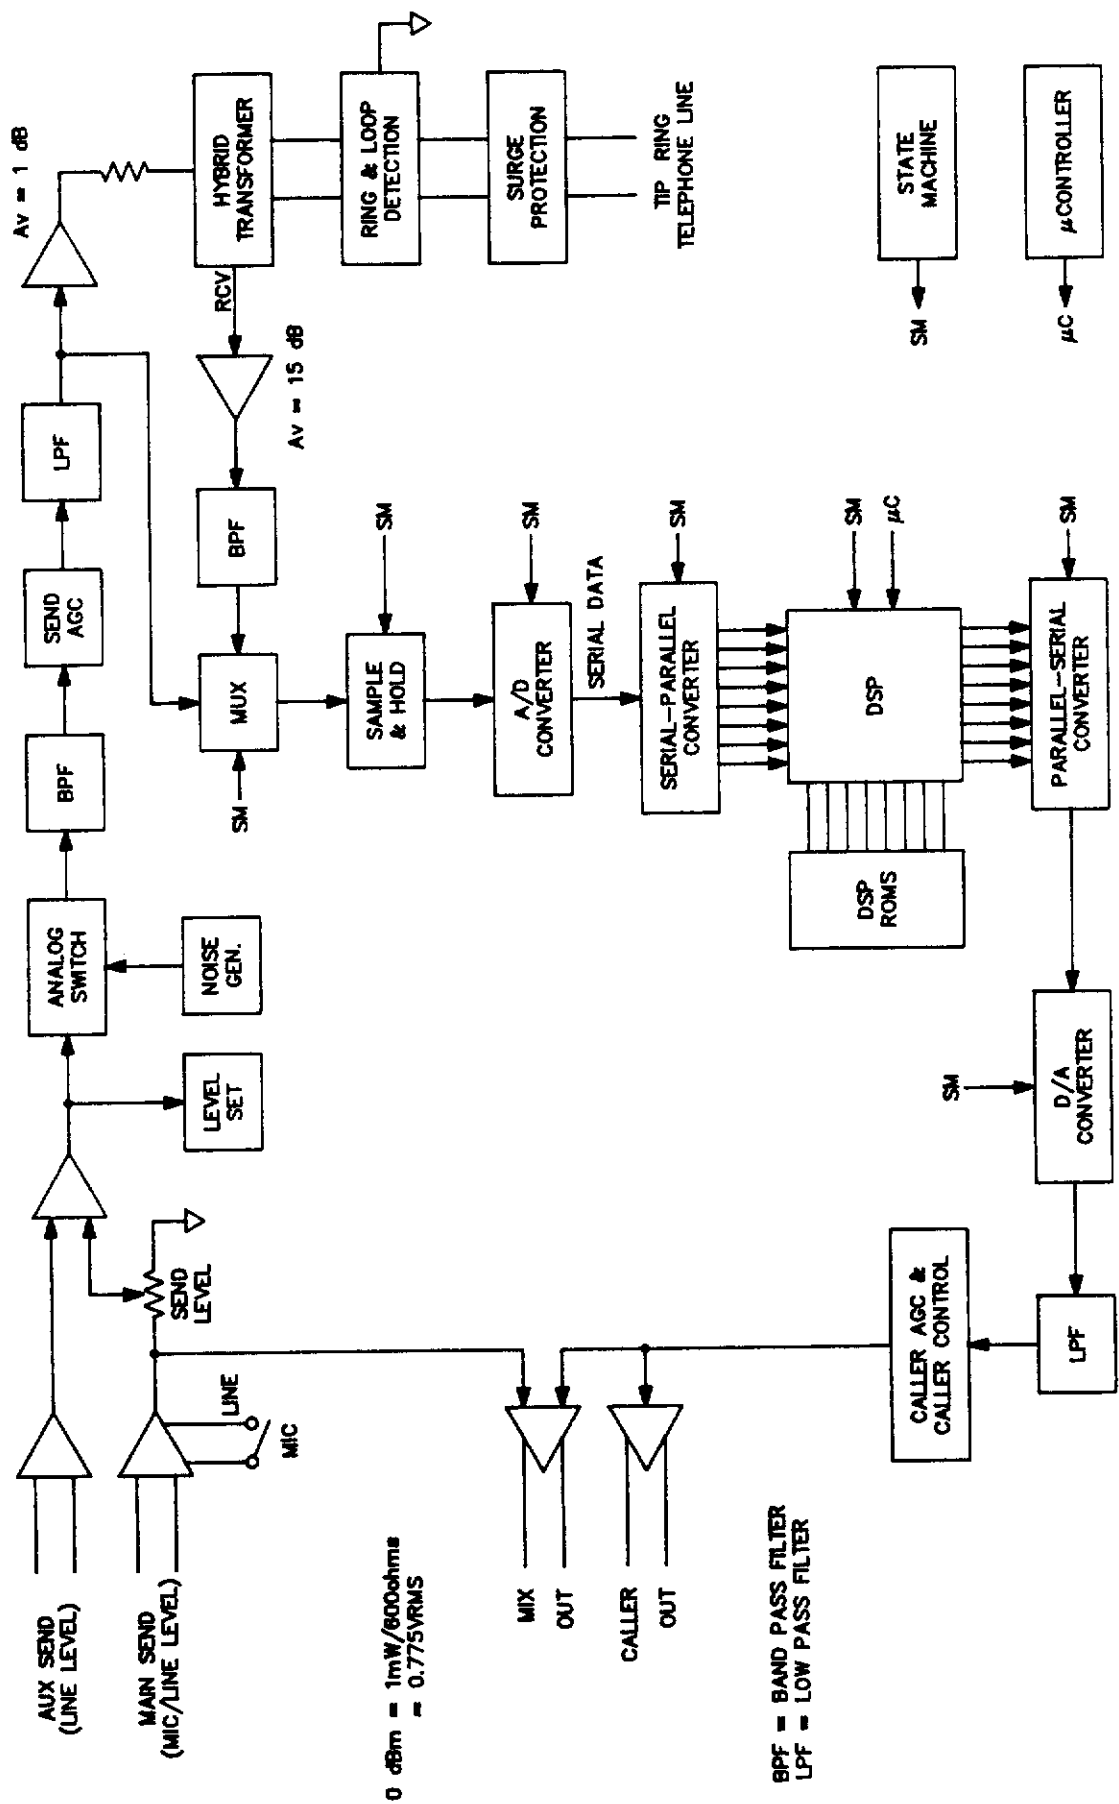 AUX SEND
(LINE LEVEL)
MAIN SEND
(MIC/LINE LEVEL)
LINE
MIC
SEND
LEVEL
LEVEL
SET
ANALOG
SWITCH
NOISE
GEN.
BPF
SEND
AGC
LPF
Av = 1 dB
HYBRID
TRANSFORMER
RCV
Av = 15 dB
BPF
MUX
SM
RING & LOOP
DETECTION
SURGE
PROTECTION
TIP RING
TELEPHONE LINE
0 dBm = 1mW/600ohms
= 0.775VRMS
SAMPLE
& HOLD
SM
A/D
CONVERTER
SM
SERIAL DATA
MIX
OUT
CALLER
OUT
SERIAL-PARALLEL
CONVERTER
SM
DSP
SM
μC
DSP
ROMS
STATE
MACHINE
SM
μCONTROLLER
μC
BPF = BAND PASS FILTER
LPF = LOW PASS FILTER
CALLER AGC &
CALLER CONTROL
LPF
D/A
CONVERTER
SM
PARALLEL-SERIAL
CONVERTER
SM